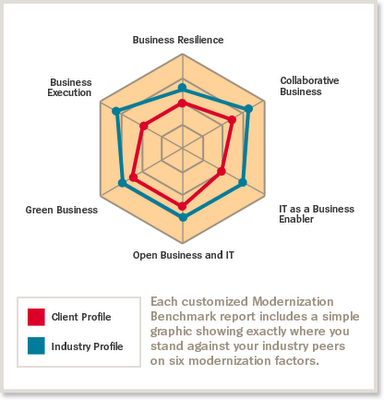 Business Resilience
Business
Execution
Collaborative
Business
Green Business
IT as a Business
Enabler
Open Business and IT
Client Profile
Industry Profile
Each customized Modernization
Benchmark report includes a simple
graphic showing exactly where you
stand against your industry peers
on six modernization factors.